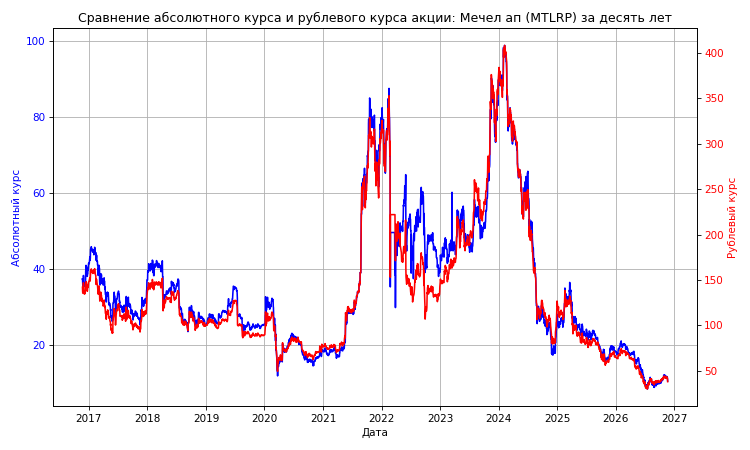 Сравнение абсолютного курса и рублевого курса акции: Мечел ап (MTLRP) за десять лет
100
80
60
40
20
Абсолютный курс
400
350
300
250
200
150
100
50
Рублевый курс
2017 2018 2019 2020 2021 2022 2023 2024 2025 2026 2027
Дата